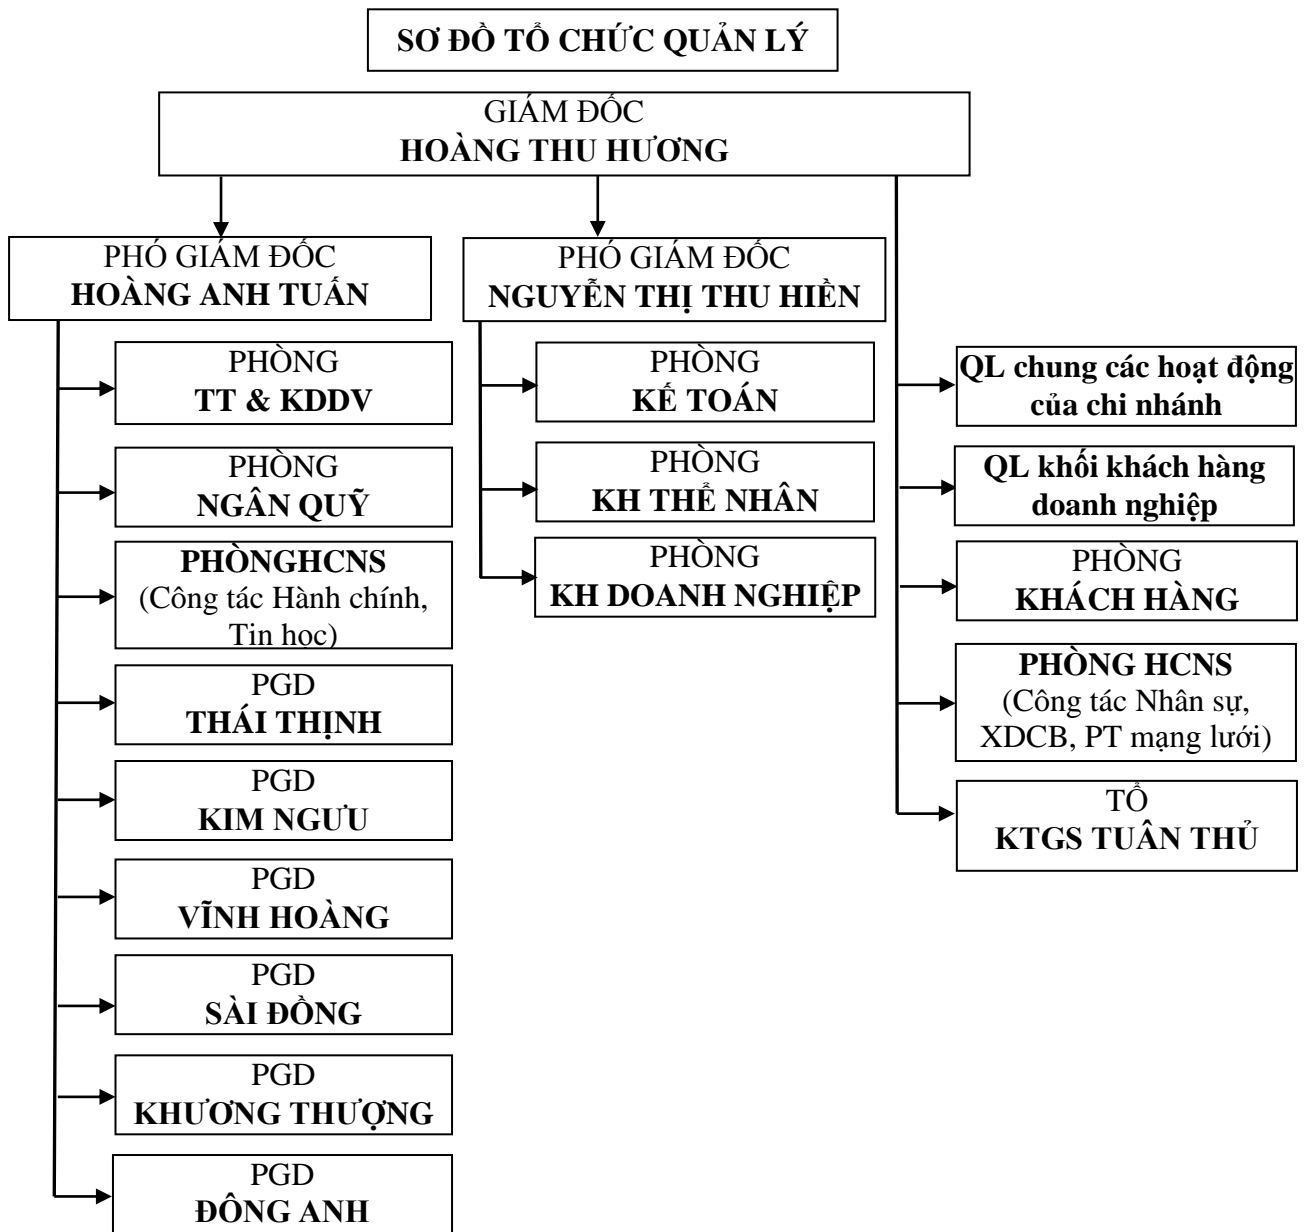 SƠ ĐỒ TỔ CHỨC QUẢN LÝ
GIÁM ĐỐC
HOÀNG THU HƯƠNG
PHÓ GIÁM ĐỐC
HOÀNG ANH TUẤN
PHÒNG
TT & KDDV
PHÒNG
NGÂN QUỸ
PHÒNGHCNS
(Công tác Hành chính,
Tin học)
PGD
THÁI THỊNH
PGD
KIM NGƯU
PGD
VĨNH HOÀNG
PGD
SÀI ĐỒNG
PGD
KHƯƠNG THƯỢNG
PGD
ĐÔNG ANH
PHÓ GIÁM ĐỐC
NGUYỄN THỊ THU HIỀN
PHÒNG
KẾ TOÁN
PHÒNG
KH THỂ NHÂN
PHÒNG
KH DOANH NGHIỆP
QL chung các hoạt động
của chi nhánh
QL khối khách hàng
doanh nghiệp
PHÒNG
KHÁCH HÀNG
PHÒNG HCNS
(Công tác Nhân sự,
XDCB, PT mạng lưới)
TỔ
KTGS TUÂN THỦ